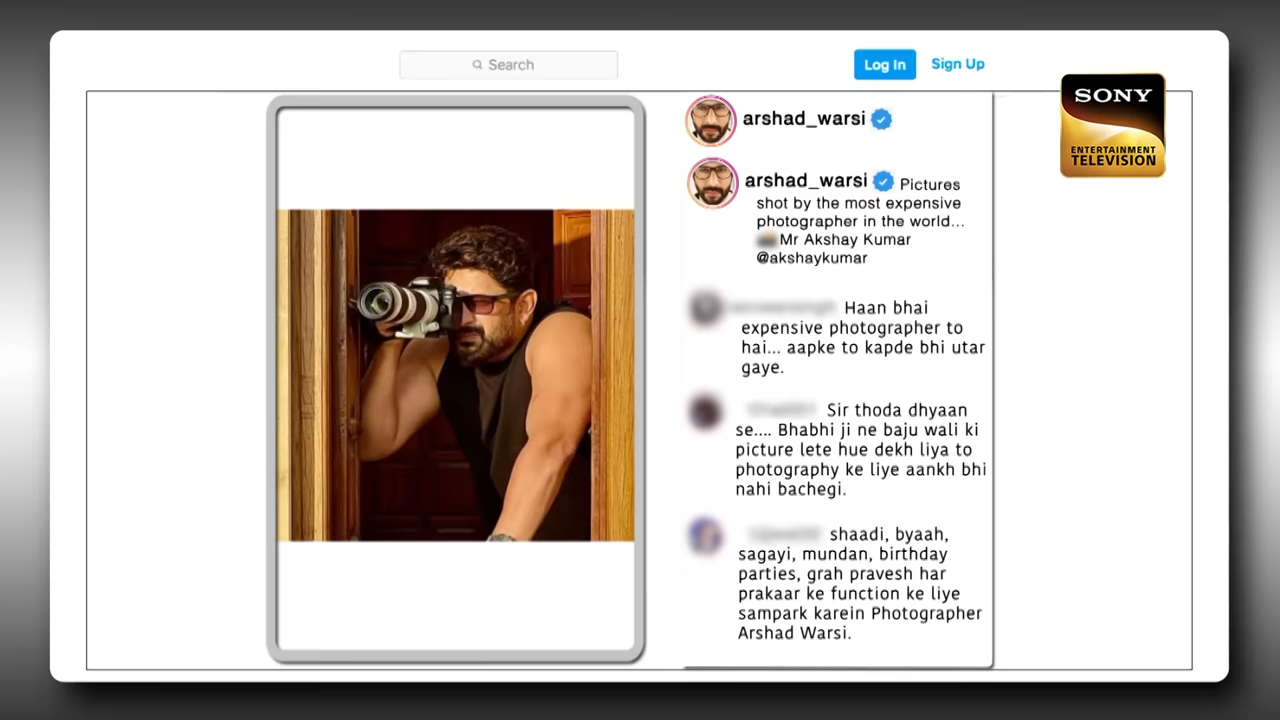 Search
Log In
Sign Up
SONY
ENTERTAINMENT
TELEVISION
arshad_warsi
arshad_warsi Pictures
shot by the most expensive
photographer in the world...
Mr Akshay Kumar
@akshaykumar
Haan bhai
expensive photographer to
hai... aapke to kapde bhi utar
gaye.
Sir thoda dhyaan
se.... Bhabhi ji ne baju wali ki
picture lete hue dekh liya to
photography ke liye aankh bhi
nahi bachegi.
shaadi, byaah,
sagayi, mundan, birthday
parties, grah pravesh har
prakaar ke function ke liye
sampark karein Photographer
Arshad Warsi.